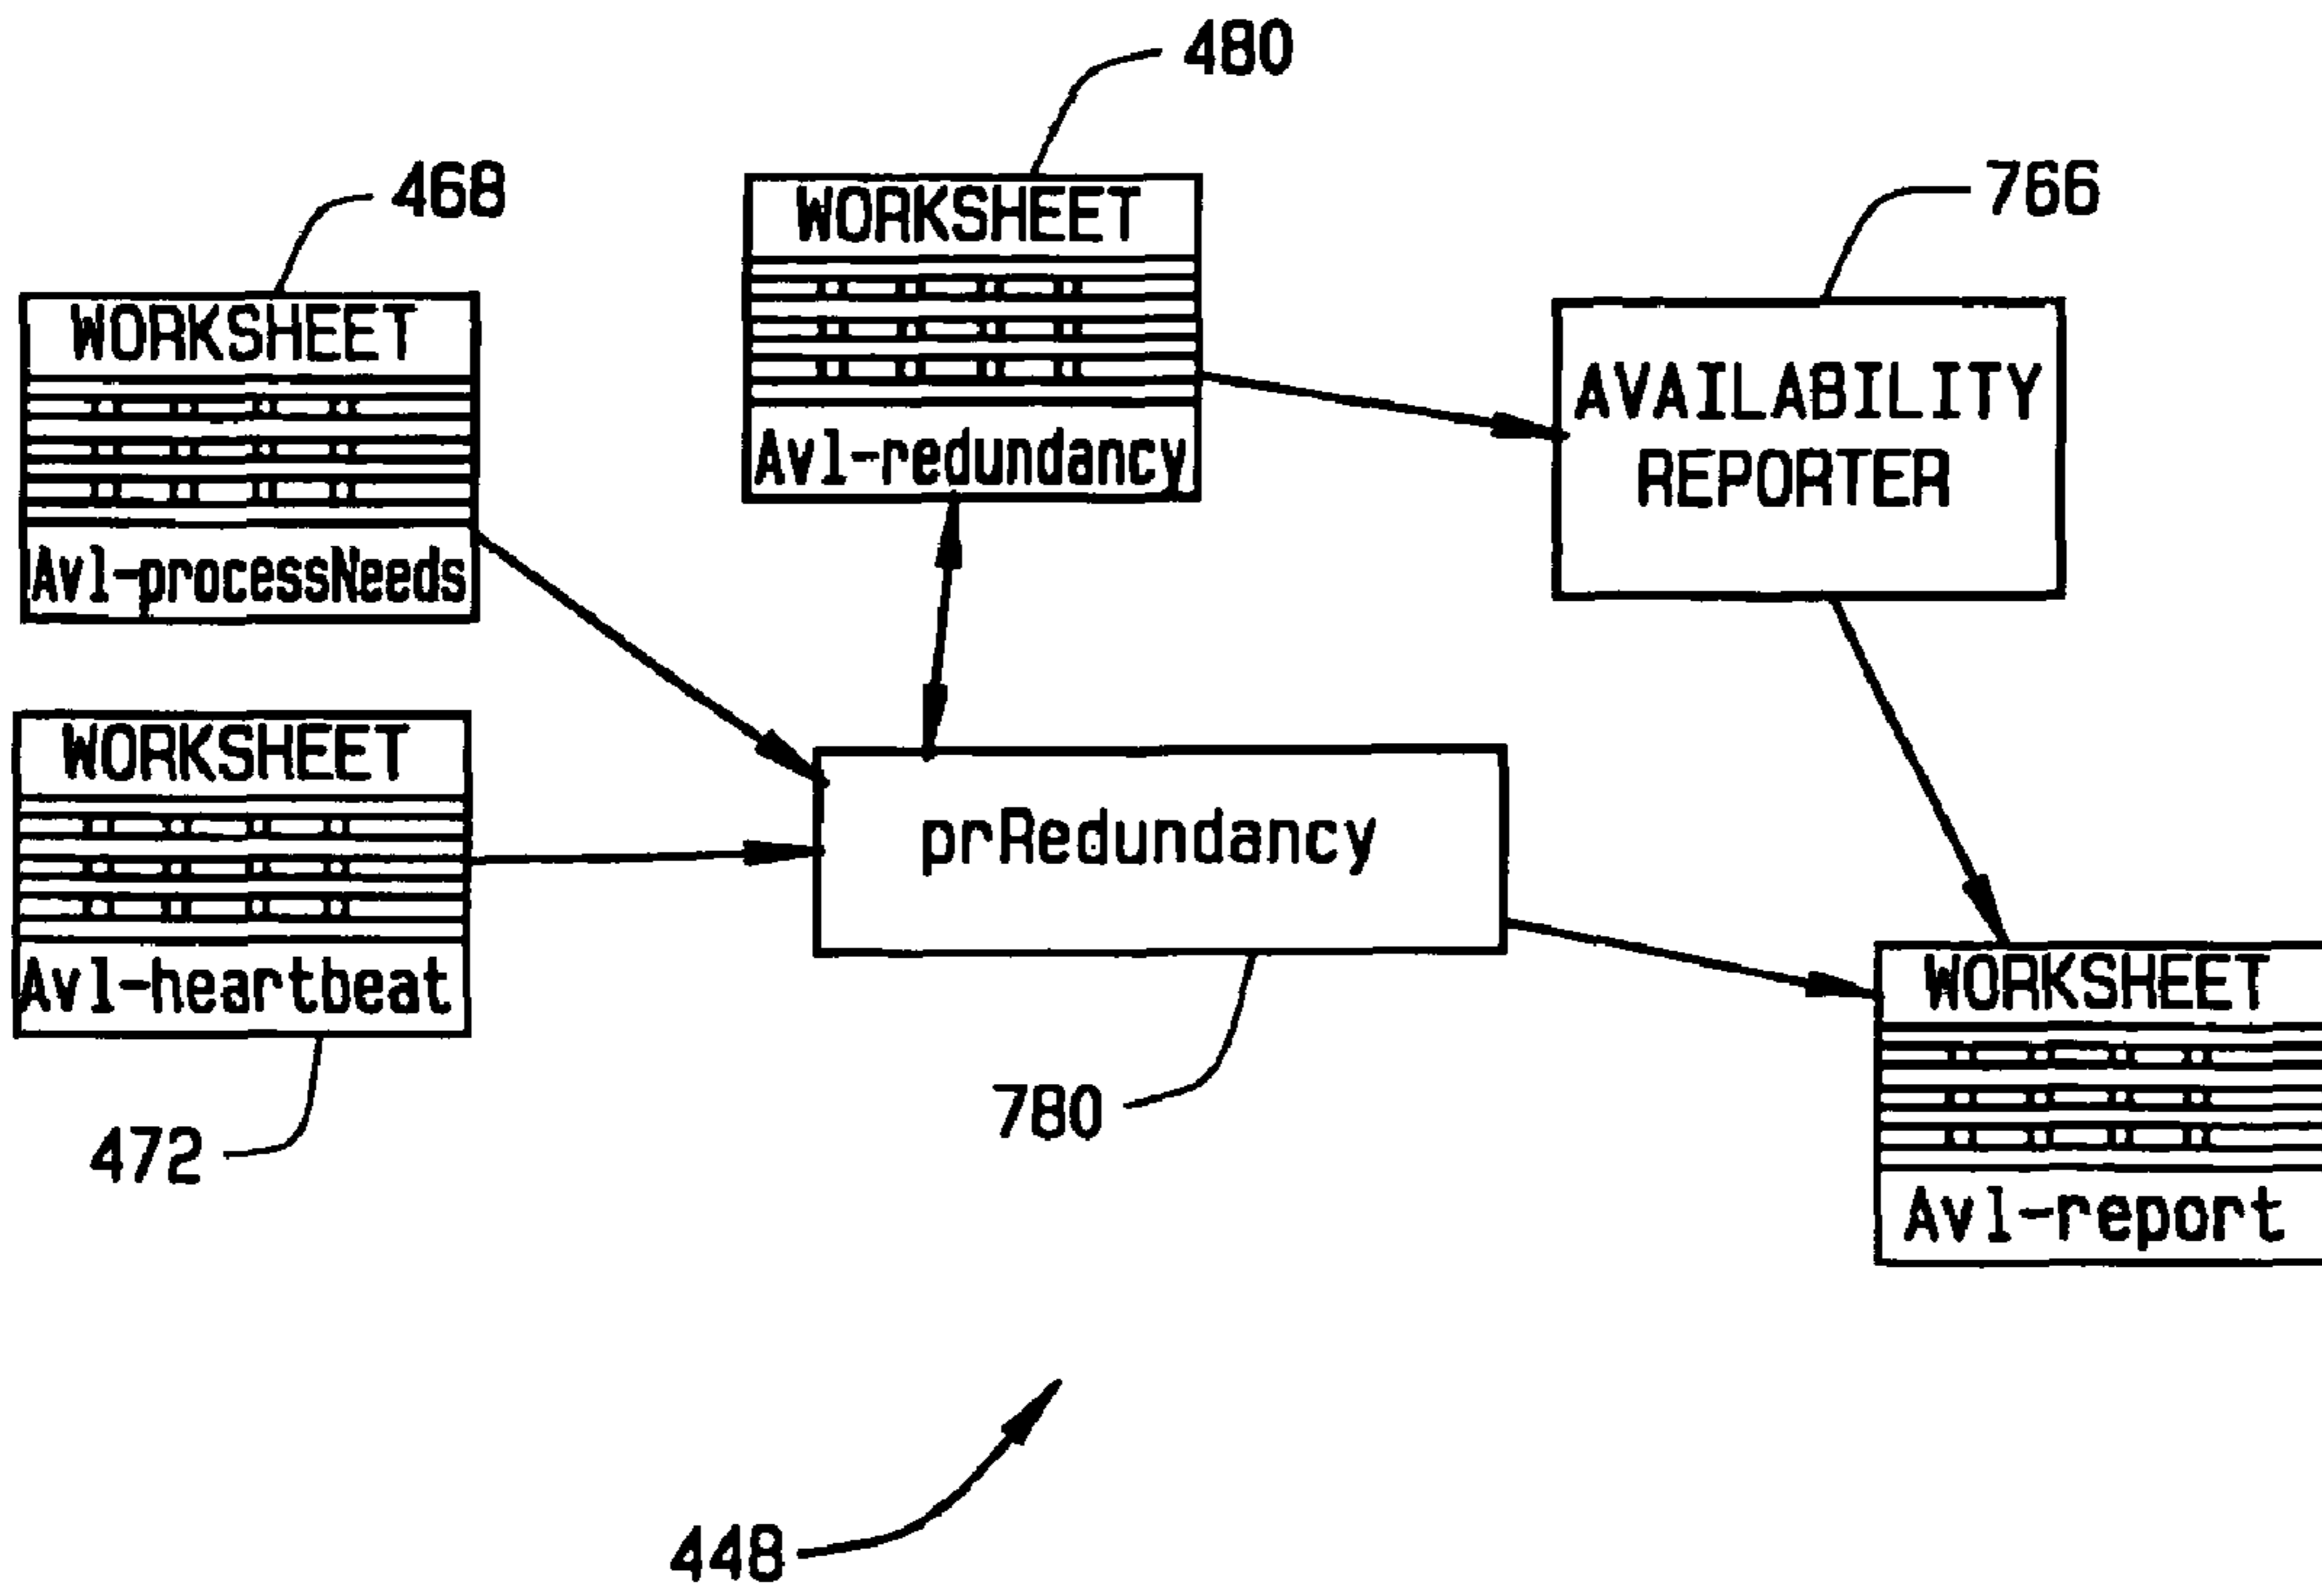 480
468
766
WORKSHEET
Avl-redundancy
WORKSHEET
Avl-processNeeds
AVAILABILITY
REPORTER
WORKSHEET
Avl-heartbeat
472
prRedundancy
780
WORKSHEET
Avl-report
448